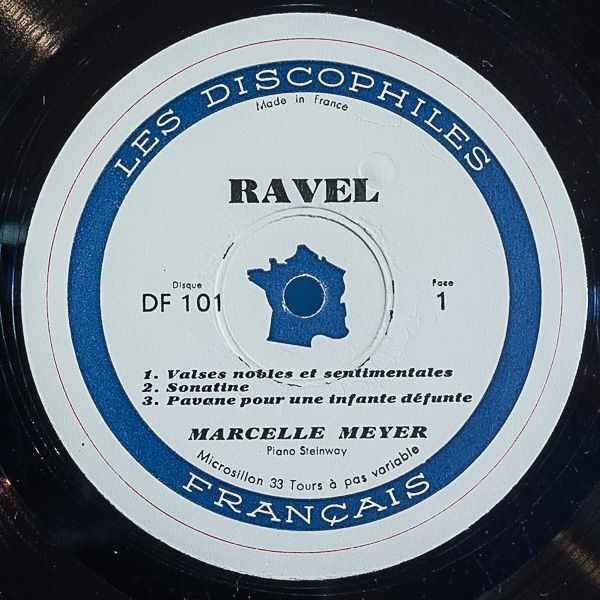 LES DISCOPHILES
Made in France
RAVEL
Disque
DF 101
Face
1
1. Valses nobles et sentimentales
2. Sonatine
3. Pavane pour une infante défunte
MARCELLE MEYER
Piano Steinway
Microsillon 33 Tours à pas variable
FRANÇAIS